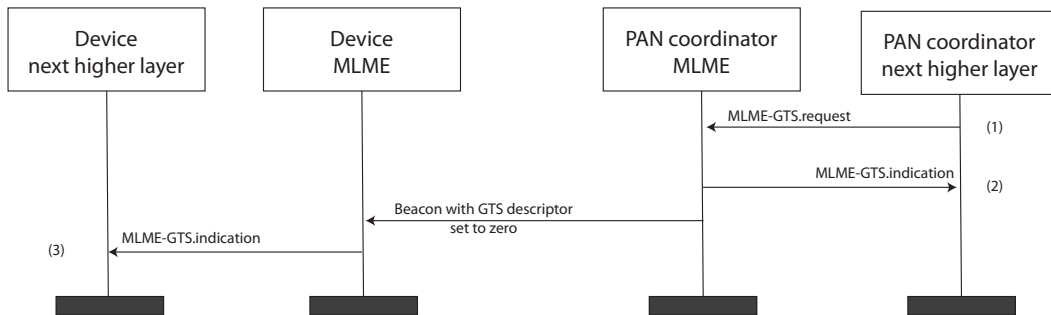 Device
next higher layer
Device
MLME
PAN coordinator
MLME
PAN coordinator
next higher layer
MLME-GTS.request
(1)
MLME-GTS.indication
(2)
Beacon with GTS descriptor
set to zero
(3)
MLME-GTS.indication